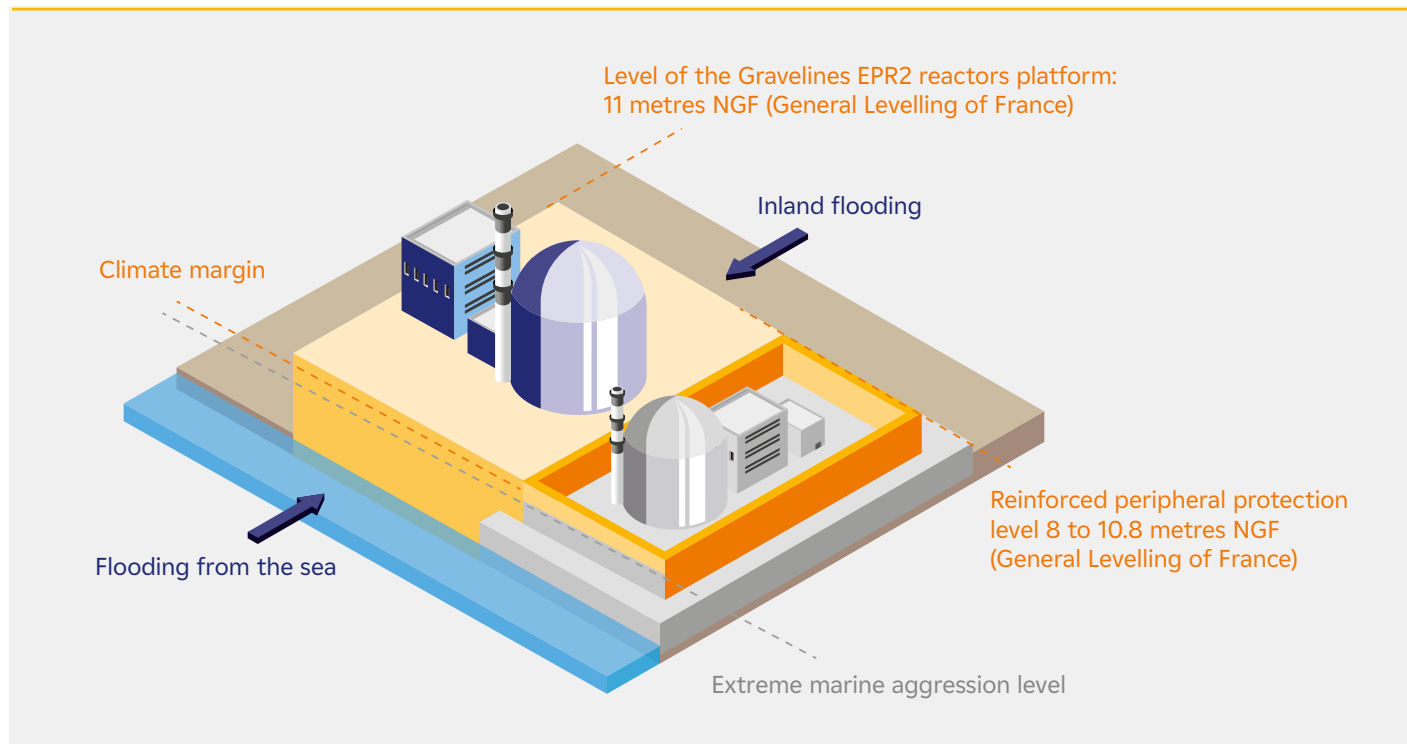 Level of the Gravelines EPR2 reactors platform:
11 metres NGF (General Levelling of France)
Inland flooding
Climate margin
Reinforced peripheral protection
level 8 to 10.8 metres NGF
(General Levelling of France)
Flooding from the sea
Extreme marine aggression level